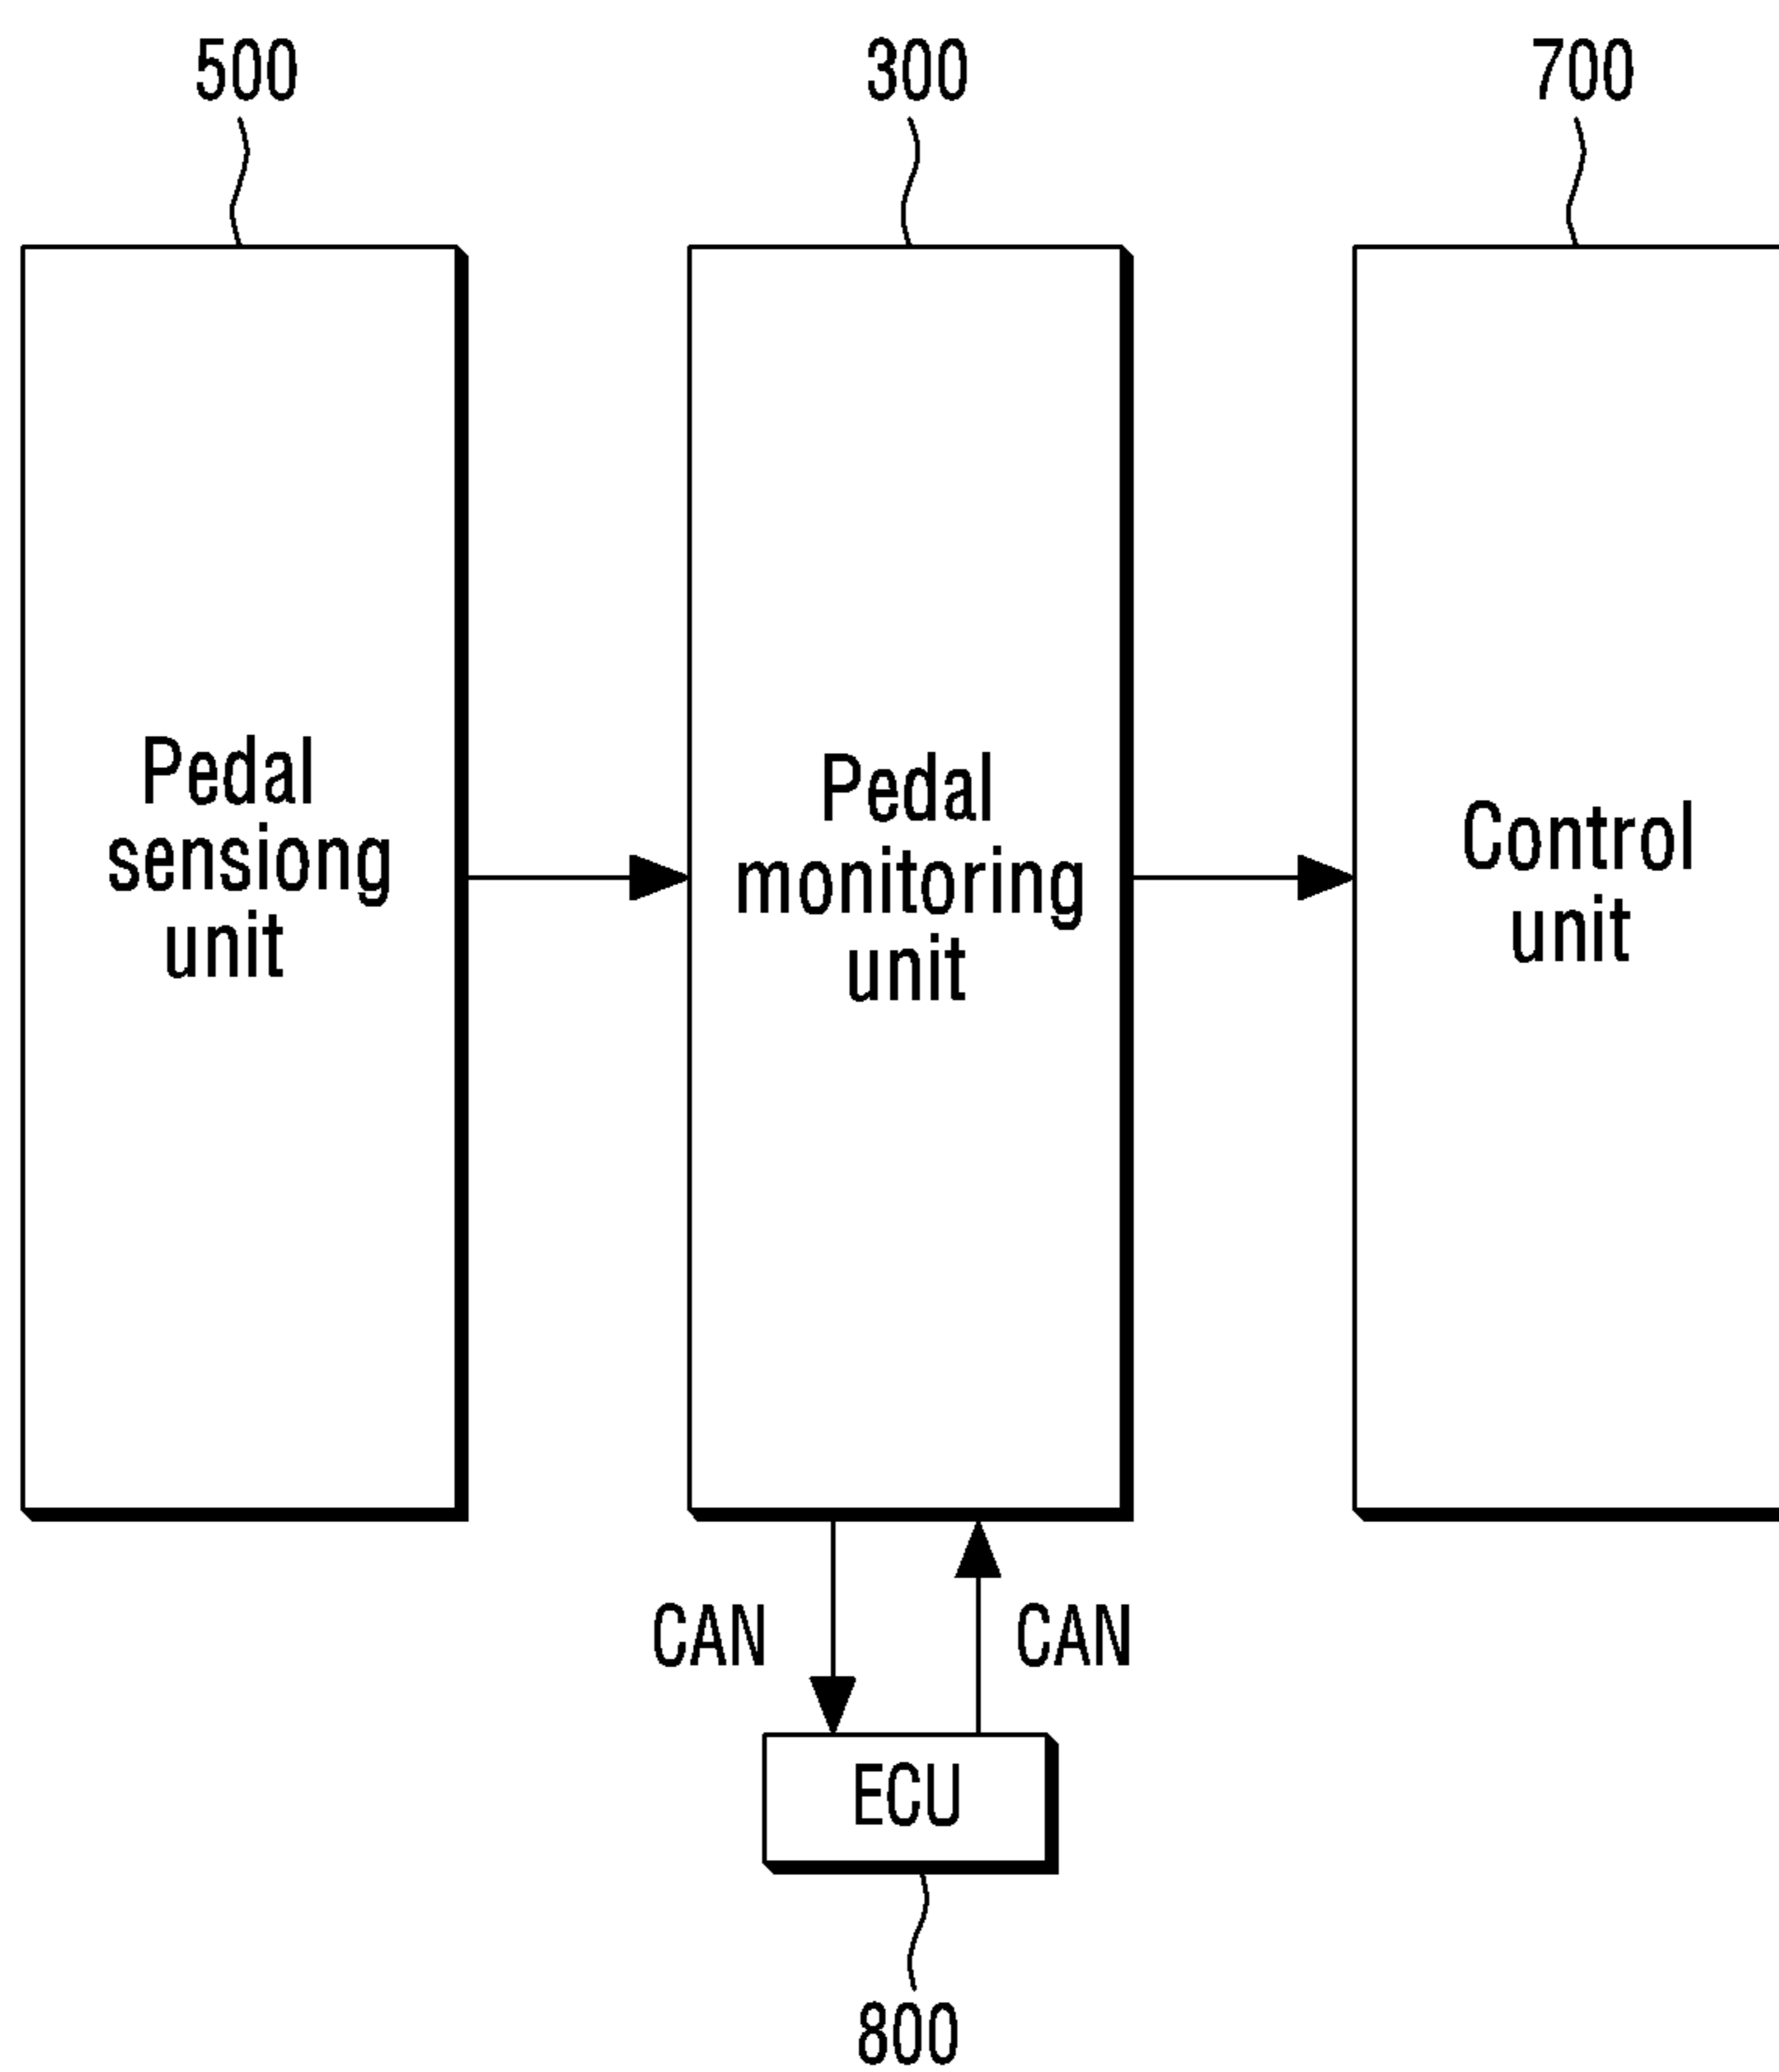 500
300
700
Pedal
sensiong
unit
Pedal
monitoring
unit
Control
unit
CAN
CAN
ECU
800